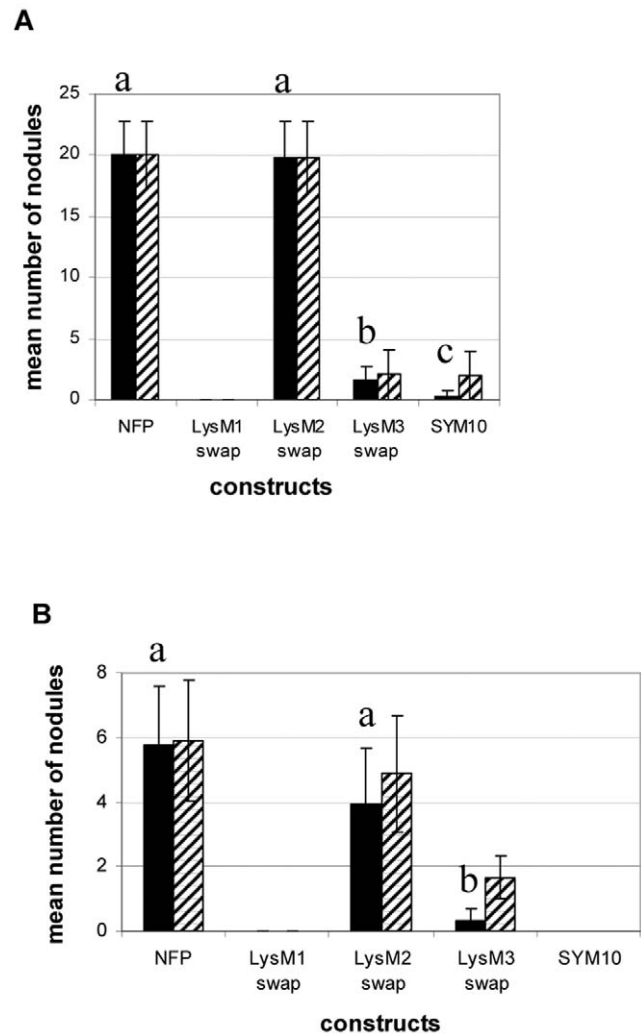 A
mean number of nodules
25
20
15
10
5
0
a
a
b
c
NFP
LysM1
swap
LysM2
swap
LysM3
swap
SYM10
constructs
B
mean number of nodules
8
6
4
2
0
a
a
b
NFP
LysM1
swap
LysM2
swap
LysM3
swap
SYM10
constructs